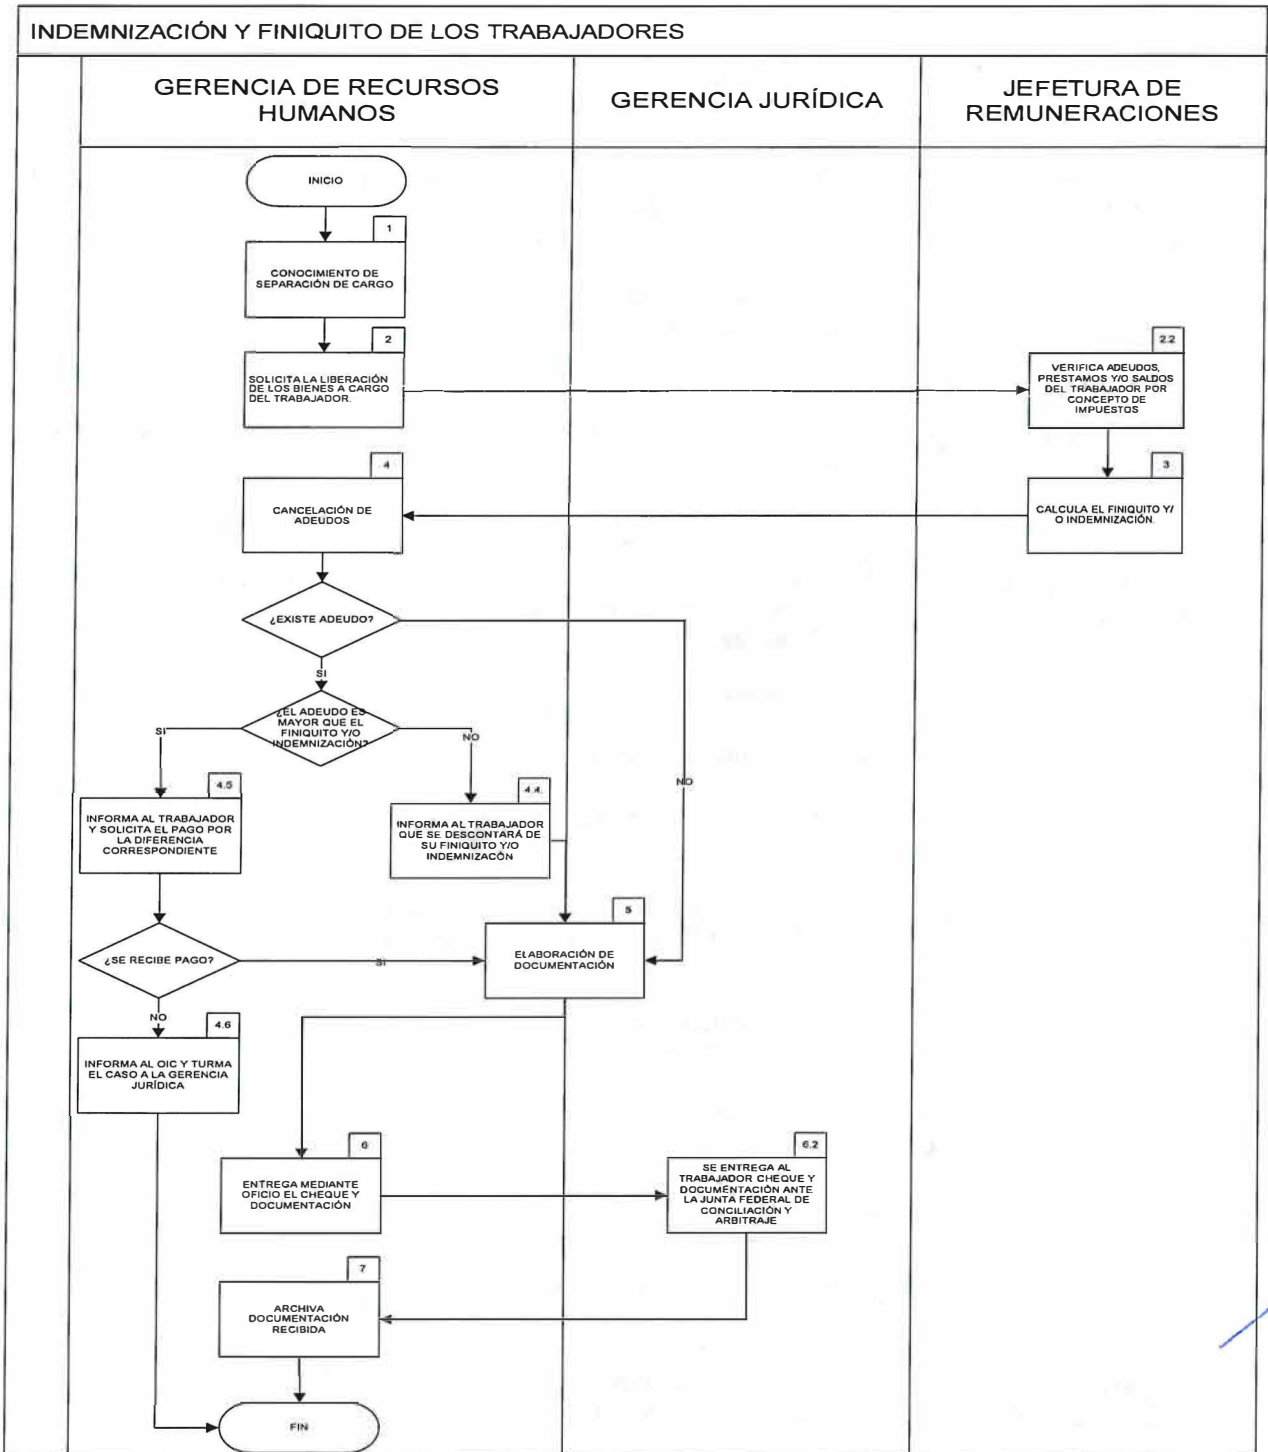 INDEMNIZACIÓN Y FINIQUITO DE LOS TRABAJADORES
GERENCIA DE RECURSOS
HUMANOS
GERENCIA JURÍDICA
JEFETURA DE
REMUNERACIONES
INICIO
1
CONOCIMIENTO DE
SEPARACIÓN DE CARGO
2
SOLICITA LA LIBERACIÓN
DE LOS BIENES A CARGO
DEL TRABAJADOR.
2.2
VERIFICA ADEUDOS,
PRESTAMOS Y/O SALDOS
DEL TRABAJADOR POR
CONCEPTO DE
IMPUESTOS
3
CALCULA EL FINIQUITO Y/
O INDEMNIZACIÓN.
4
CANCELACIÓN DE
ADEUDOS
¿EXISTE ADEUDO?
SI
¿EL ADEUDO ES
MAYOR QUE EL
FINIQUITO Y/O
INDEMNIZACIÓN?
SI
NO
NO
4.5
INFORMA AL TRABAJADOR
Y SOLICITA EL PAGO POR
LA DIFERENCIA
CORRESPONDIENTE
4.4.
INFORMA AL TRABAJADOR
QUE SE DESCONTARÁ DE
SU FINIQUITO Y/O
INDEMNIZACÓN
5
ELABORACIÓN DE
DOCUMENTACIÓN
¿SE RECIBE PAGO?
SI
NO
4.6
INFORMA AL OIC Y TURMA
EL CASO A LA GERENCIA
JURÍDICA
6
ENTREGA MEDIANTE
OFICIO EL CHEQUE Y
DOCUMENTACIÓN
6.2
SE ENTREGA AL
TRABAJADOR CHEQUE Y
DOCUMENTACIÓN ANTE
LA JUNTA FEDERAL DE
CONCILIACIÓN Y
ARBITRAJE
7
ARCHIVA
DOCUMENTACIÓN
RECIBIDA
FIN